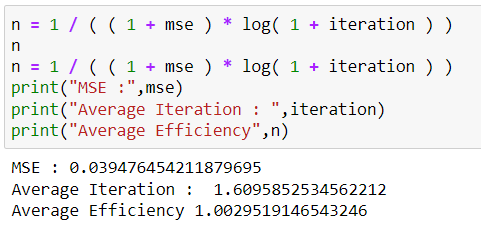 n = 1 / ( ( 1 + mse ) * log( 1 + iteration ) )
n
n = 1 / ( ( 1 + mse ) * log( 1 + iteration ) )
print("MSE :",mse)
print("Average Iteration : ",iteration)
print("Average Efficiency",n)
MSE : 0.039476454211879695
Average Iteration :  1.6095852534562212
Average Efficiency 1.0029519146543246